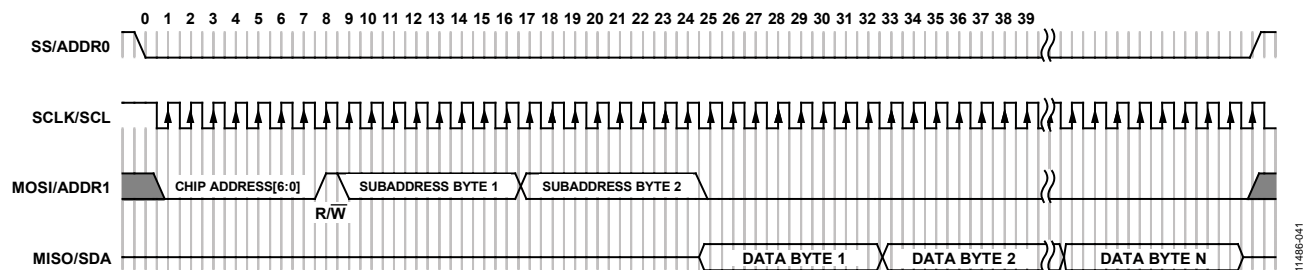 0 1 2 3 4 5 6 7 8 9 10 11 12 13 14 15 16 17 18 19 20 21 22 23 24 25 26 27 28 29 30 31 32 33 34 35 36 37 38 39
SS/ADDR0
SCLK/SCL
MOSI/ADDR1 CHIP ADDRESS[6:0] SUBADDRESS BYTE 1 SUBADDRESS BYTE 2
R/W̅
MISO/SDA DATA BYTE 1 DATA BYTE 2 DATA BYTE N
11486-041